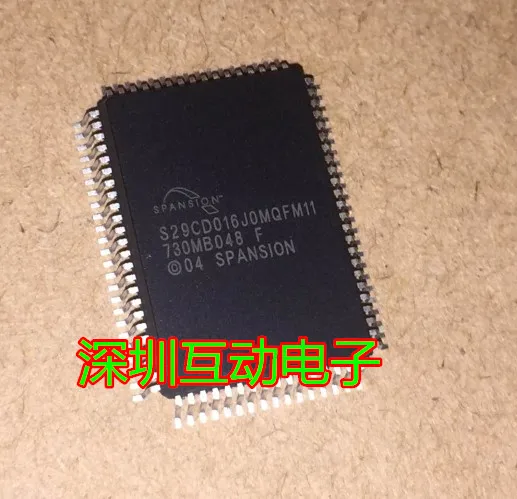 SPANSION
S29CD016J0MQFM11
730MB048 F
©04 SPANSION
深圳互动电子